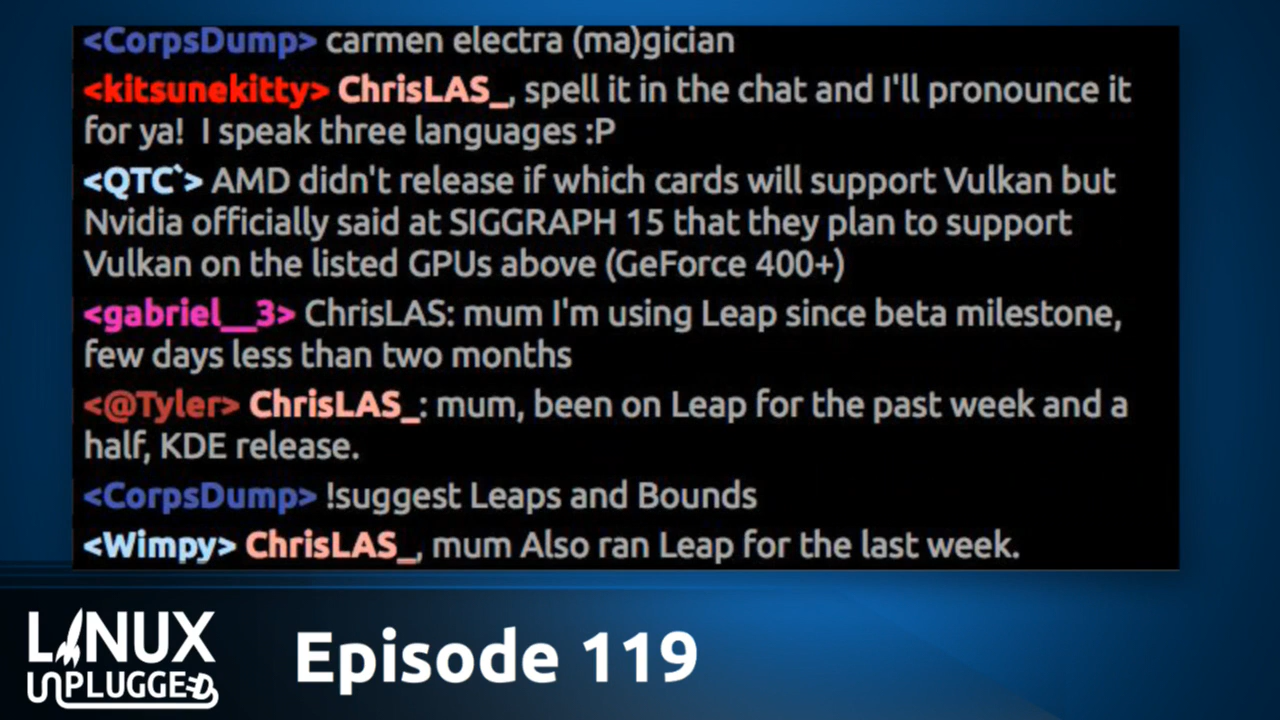 <CorpsDump> carmen electra (ma)gician
<kitsunekitty> ChrisLAS_, spell it in the chat and I'll pronounce it
for ya!  I speak three languages :P
<QTC`> AMD didn't release if which cards will support Vulkan but
Nvidia officially said at SIGGRAPH 15 that they plan to support
Vulkan on the listed GPUs above (GeForce 400+)
<gabriel__3> ChrisLAS: mum I'm using Leap since beta milestone,
few days less than two months
<@Tyler> ChrisLAS_: mum, been on Leap for the past week and a
half, KDE release.
<CorpsDump> !suggest Leaps and Bounds
<Wimpy> ChrisLAS_, mum Also ran Leap for the last week.
LINUX
UNPLUGGED
Episode 119